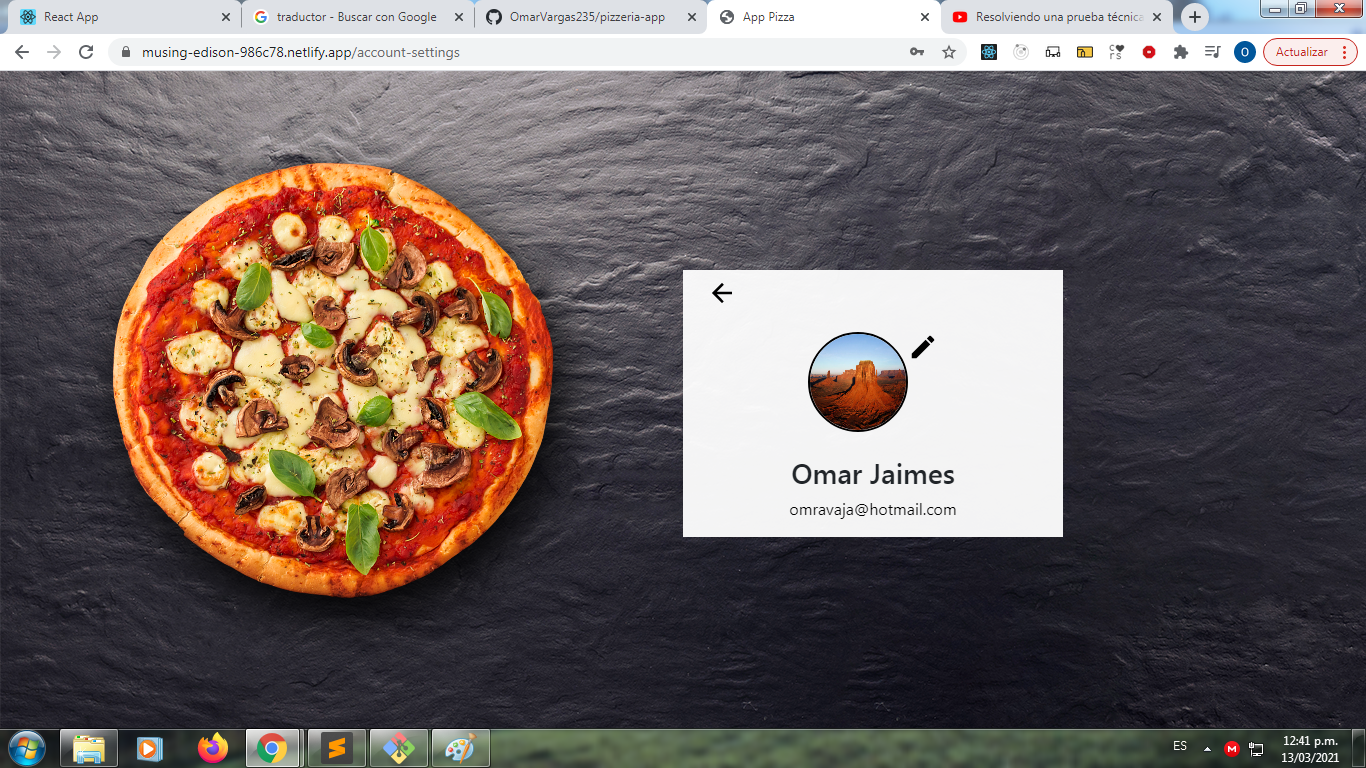 React App
traductor - Buscar con Google
OmarVargas235/pizzeria-app
App Pizza
Resolviendo una prueba técnica
musing-edison-986c78.netlify.app/account-settings
O
Actualizar
Omar Jaimes
omravaja@hotmail.com
ES
12:41 p.m.
13/03/2021